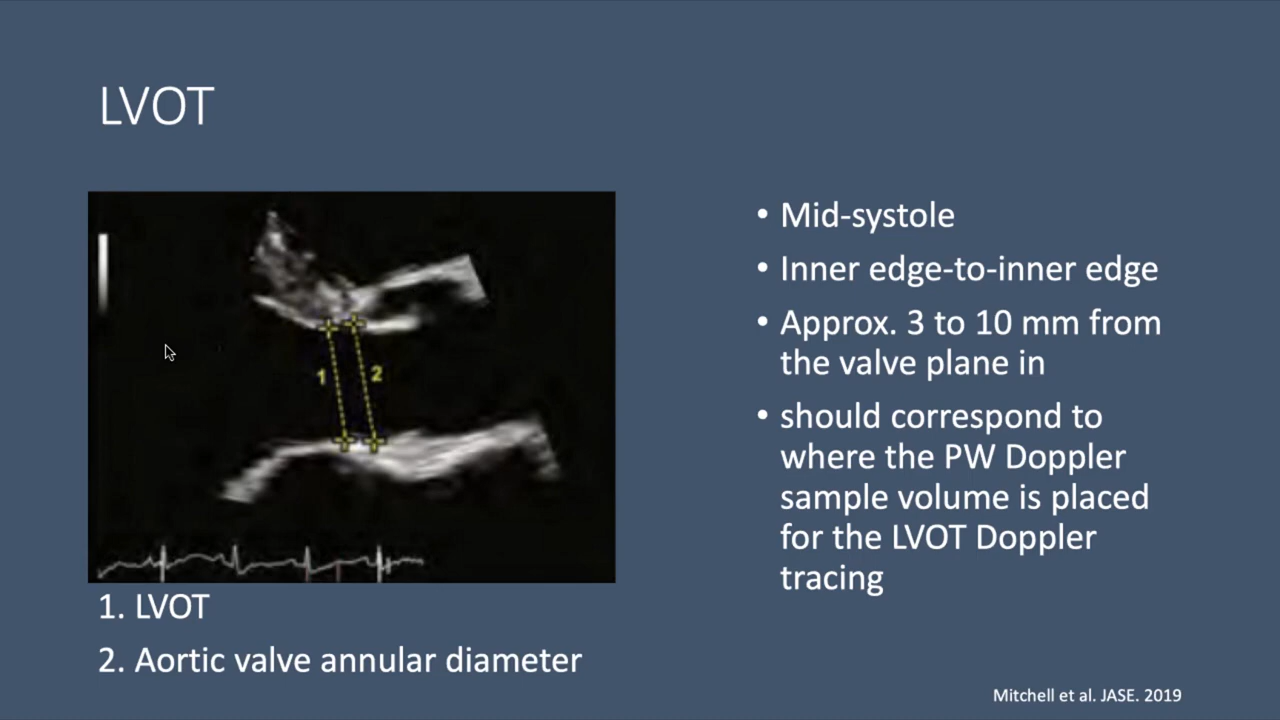 LVOT
1
2
1. LVOT
2. Aortic valve annular diameter
• Mid-systole
• Inner edge-to-inner edge
• Approx. 3 to 10 mm from
the valve plane in
• should correspond to
where the PW Doppler
sample volume is placed
for the LVOT Doppler
tracing
Mitchell et al. JASE. 2019